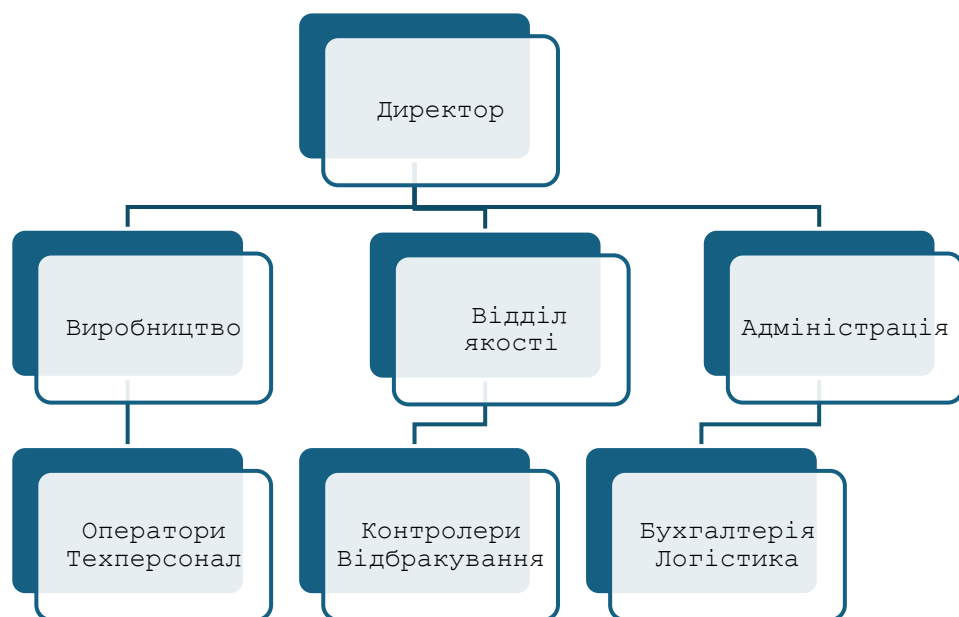 Директор
Виробництво
Відділ
якості
Адміністрація
Оператори
Техперсонал
Контролери
Відбракування
Бухгалтерія
Логістика